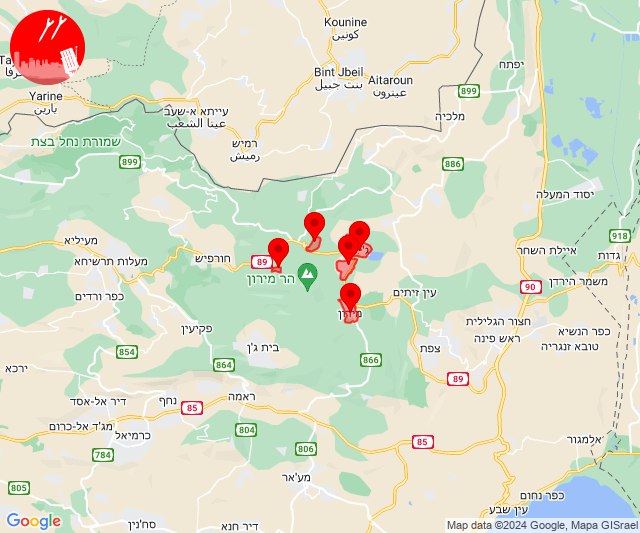 Kounine
كونين
Bint Jbeil
بنت جبيل
Aitaroun
عيترون
899
יפתח
Yarine
يارين
עייתא א-שעב
عيتا الشعب
רמיש
رميش
מלכיה
שמורת נחל בצת
899
886
יסוד המעלה
918
מעיליא
מעלות תרשיחא
חורפיש
89
הר מירון
איילת השחר
גדות
כפר ורדים
עין זיתים
90
משמר הירדן
מירון
פקיעין
חצור הגלילית
ראש פינה
כפר הנשיא
טובא זנגריה
854
864
בית ג'ן
866
צפת
ירכא
89
דיר אל-אסד
נחף
ראמה
85
מג'ד אל-כרום
כרמיאל
804
85
אלמגור
784
806
מע'אר
805
כפר נחום
עין שבע
סח'נין
דיר חנא
Google
Map data ©2024 Google, Mapa GISrael